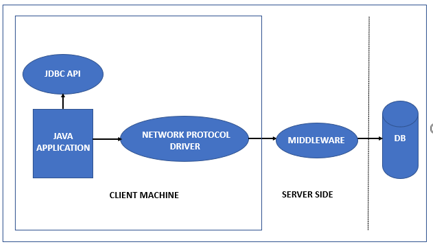 JDBC API
JAVA
APPLICATION
NETWORK PROTOCOL
DRIVER
MIDDLEWARE
DB
CLIENT MACHINE
SERVER SIDE